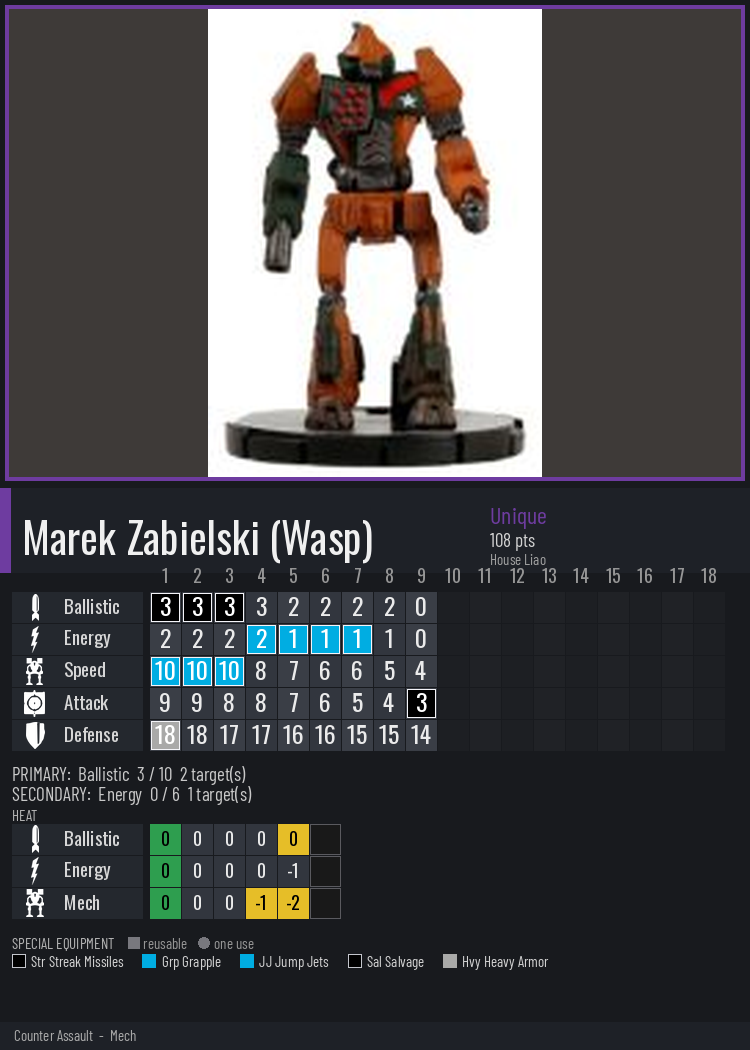 Marek Zabielski (Wasp)
Unique
108 pts
House Liao
1 2 3 4 5 6 7 8 9 10 11 12 13 14 15 16 17 18
Ballistic 3 3 3 3 2 2 2 2 0
Energy 2 2 2 2 1 1 1 1 0
Speed 10 10 10 8 7 6 6 5 4
Attack 9 9 8 8 7 6 5 4 3
Defense 18 18 17 17 16 16 15 15 14
PRIMARY: Ballistic 3 / 10 2 target(s)
SECONDARY: Energy 0 / 6 1 target(s)
HEAT
Ballistic 0 0 0 0 0
Energy 0 0 0 0 -1
Mech 0 0 0 -1 -2
SPECIAL EQUIPMENT reusable one use
Str Streak Missiles Grp Grapple JJ Jump Jets Sal Salvage Hvy Heavy Armor
Counter Assault - Mech